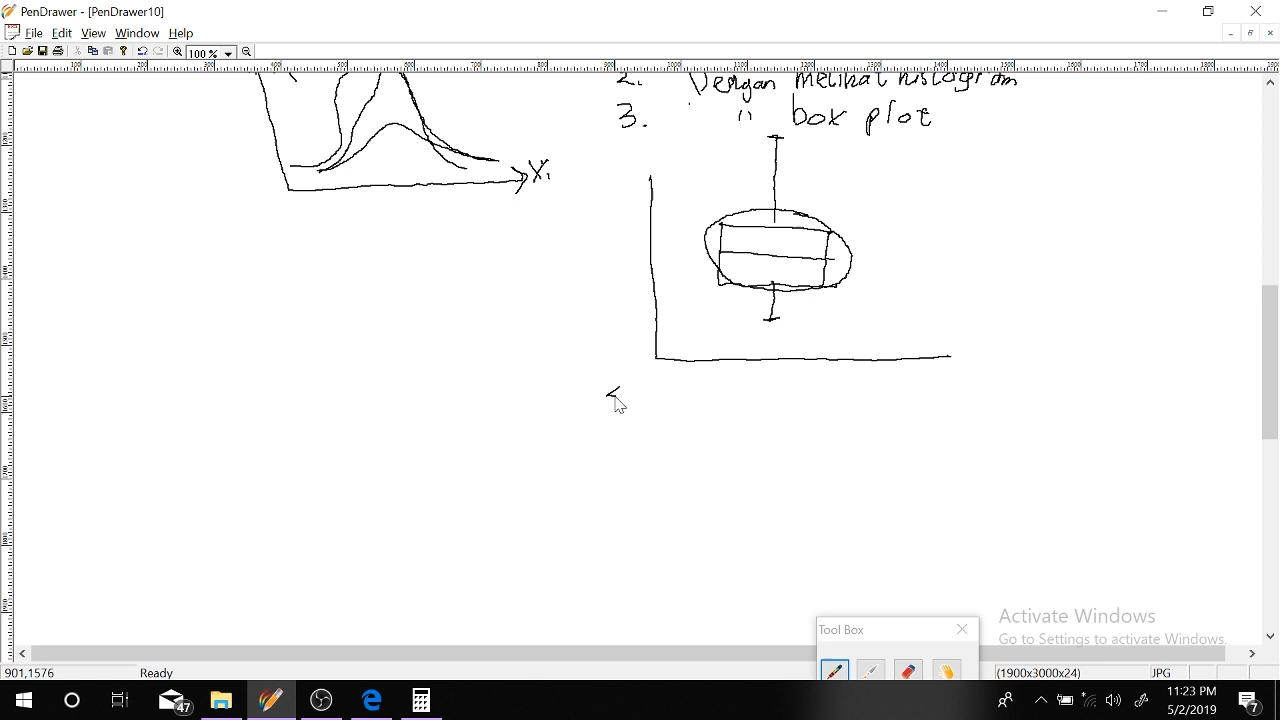 PenDrawer - [PenDrawer10]
File Edit View Window Help
100 %
2. Dengan melihat histogram
3. " box plot
X1
Tool Box
Activate Windows
Go to Settings to activate Windows.
901,1576 Ready (1900x3000x24) JPG
47
11:23 PM
5/2/2019
7